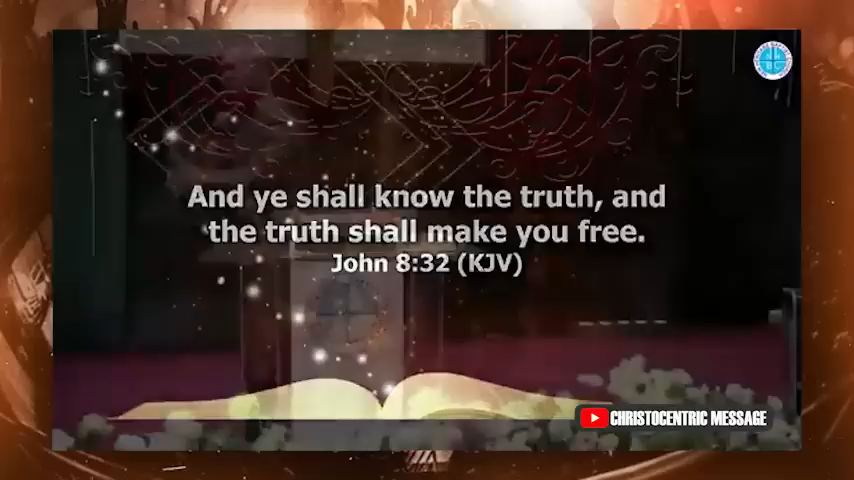 And ye shall know the truth, and
the truth shall make you free.
John 8:32 (KJV)
CHRISTOCENTRIC MESSAGE